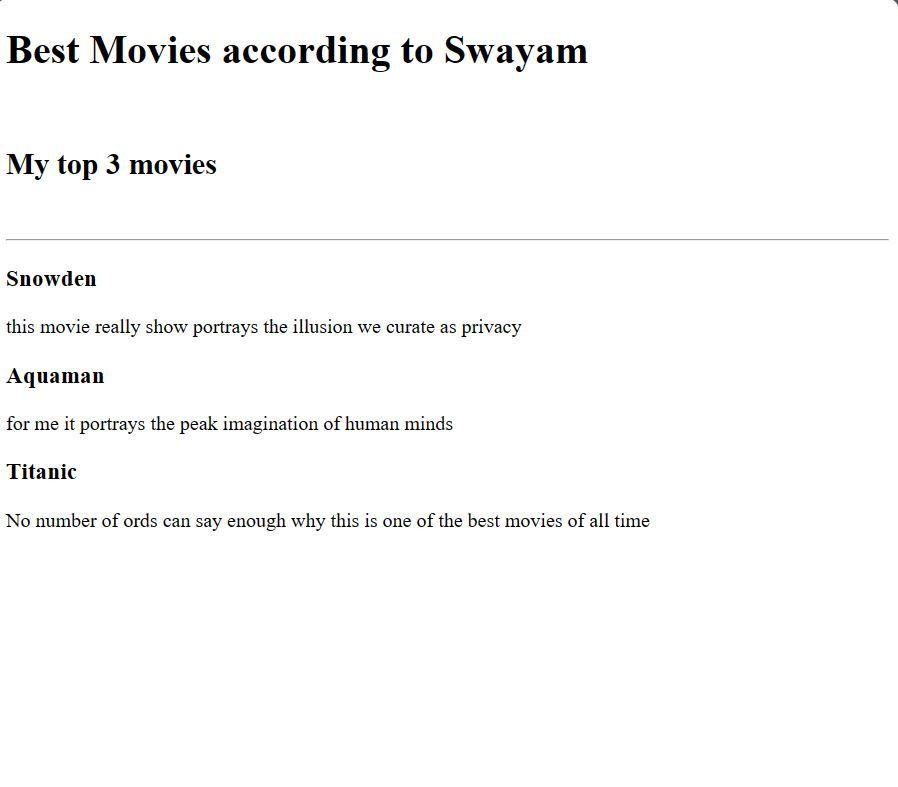 Best Movies according to Swayam
My top 3 movies
Snowden
this movie really show portrays the illusion we curate as privacy
Aquaman
for me it portrays the peak imagination of human minds
Titanic
No number of ords can say enough why this is one of the best movies of all time